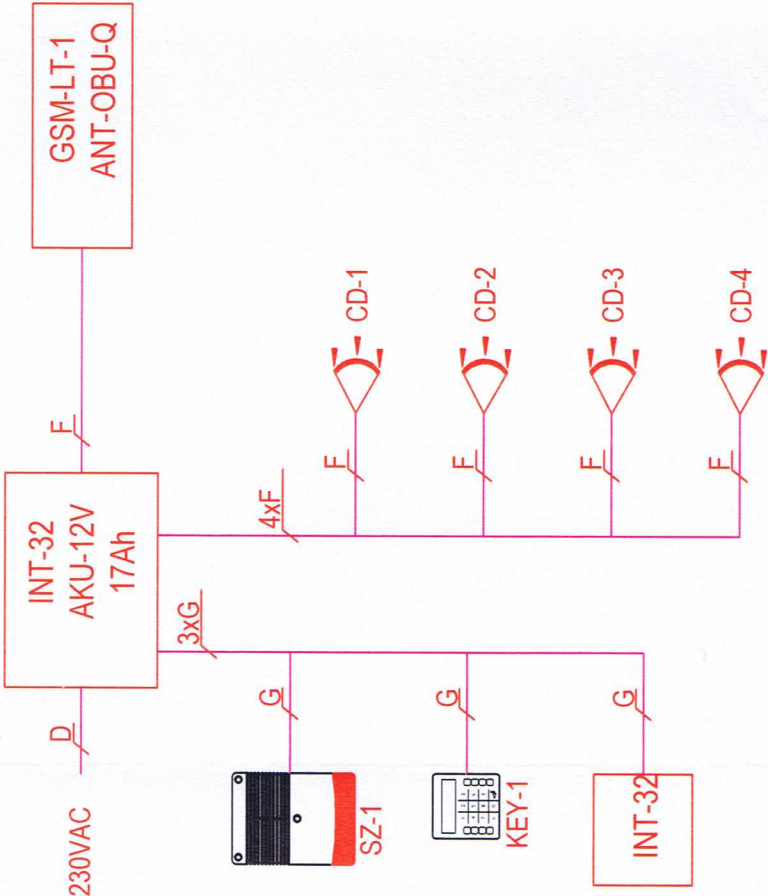 GSM-LT-1
ANT-OBU-Q
F
INT-32
AKU-12V
17Ah
D
230VAC
4xF
3xG
F
CD-1
F
CD-2
F
CD-3
F
CD-4
G
SZ-1
G
KEY-1
G
INT-32